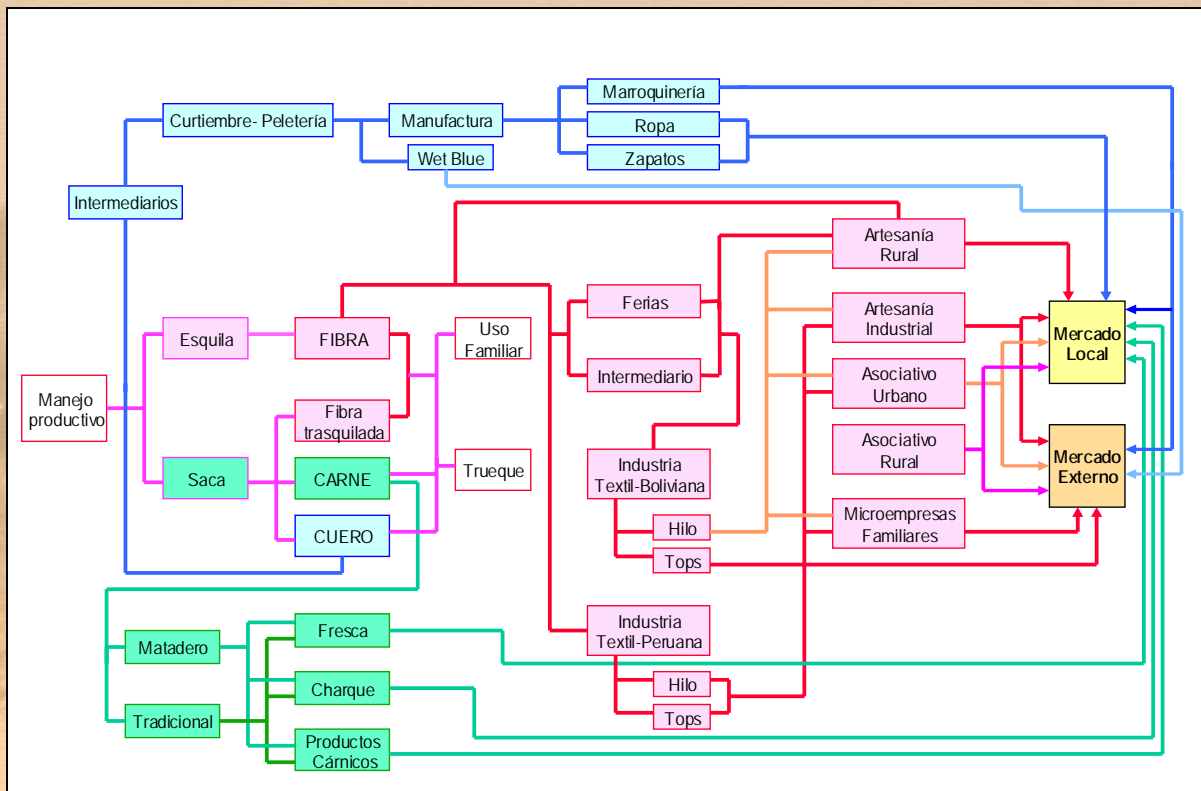 Marroquinería
Curtiembre- Peletería
Manufactura
Ropa
Wet Blue
Zapatos
Intermediarios
Artesanía
Rural
Ferias
Esquila
FIBRA
Uso
Familiar
Artesanía
Industrial
Mercado
Local
Intermediario
Asociativo
Urbano
Manejo
productivo
Fibra
trasquilada
Asociativo
Rural
Mercado
Externo
Saca
CARNE
Trueque
Industria
Textil-Boliviana
CUERO
Hilo
Microempresas
Familiares
Tops
Matadero
Fresca
Industria
Textil-Peruana
Charque
Hilo
Tradicional
Tops
Productos
Cárnicos